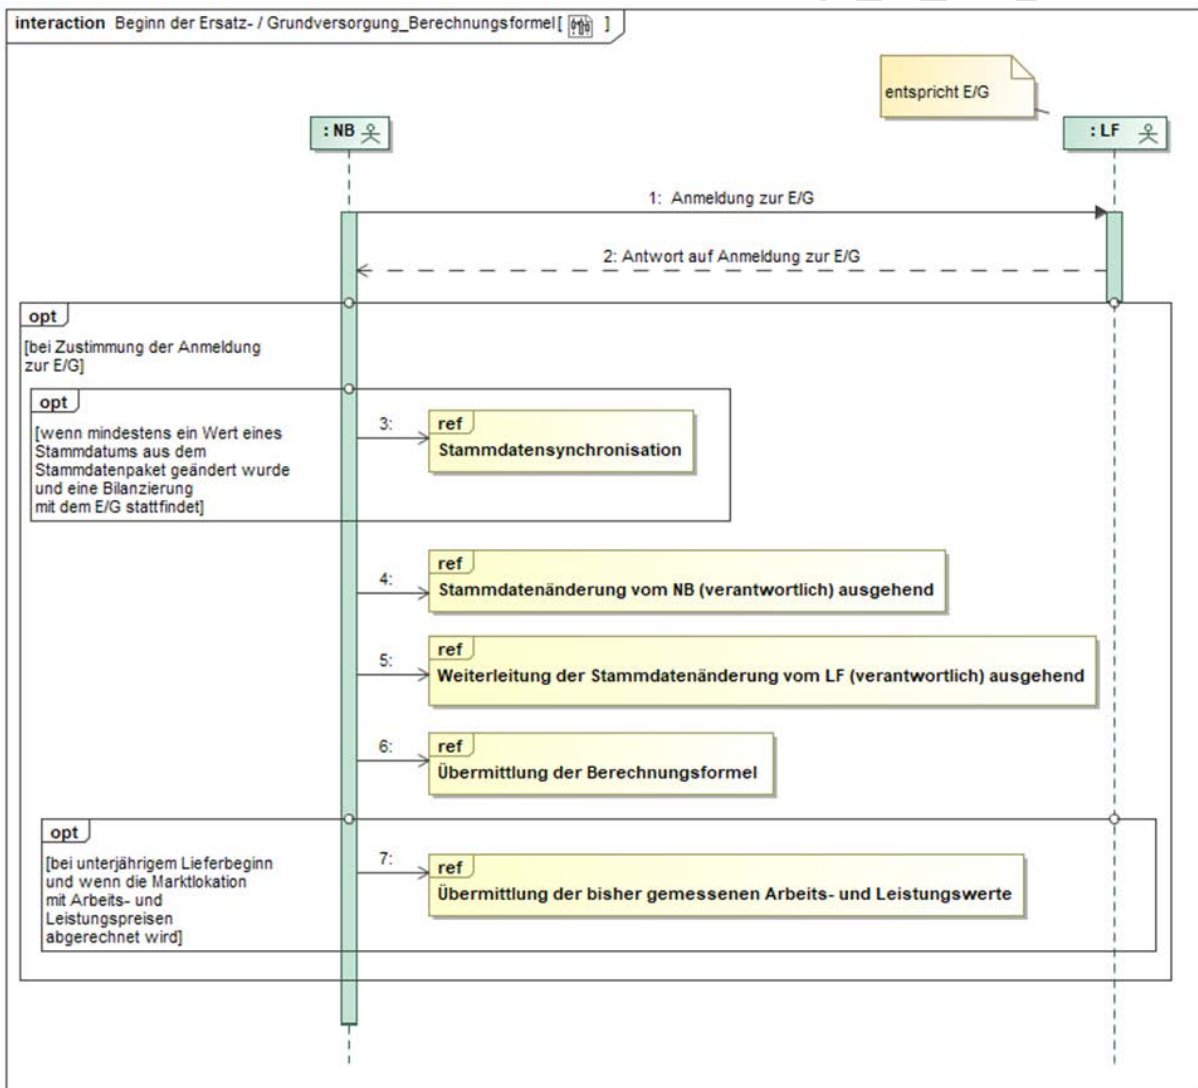 interaction Beginn der Ersatz- / Grundversorgung_Berechnungsformel[ ]
entspricht E/G
: NB
: LF
1: Anmeldung zur E/G
2: Antwort auf Anmeldung zur E/G
opt
[bei Zustimmung der Anmeldung
zur E/G]
opt
[wenn mindestens ein Wert eines
Stammdatums aus dem
Stammdatenpaket geändert wurde
und eine Bilanzierung
mit dem E/G stattfindet]
3:
ref
Stammdatensynchronisation
4:
ref
Stammdatenänderung vom NB (verantwortlich) ausgehend
5:
ref
Weiterleitung der Stammdatenänderung vom LF (verantwortlich) ausgehend
6:
ref
Übermittlung der Berechnungsformel
opt
[bei unterjährigem Lieferbeginn
und wenn die Marktlokation
mit Arbeits- und
Leistungspreisen
abgerechnet wird]
7:
ref
Übermittlung der bisher gemessenen Arbeits- und Leistungswerte